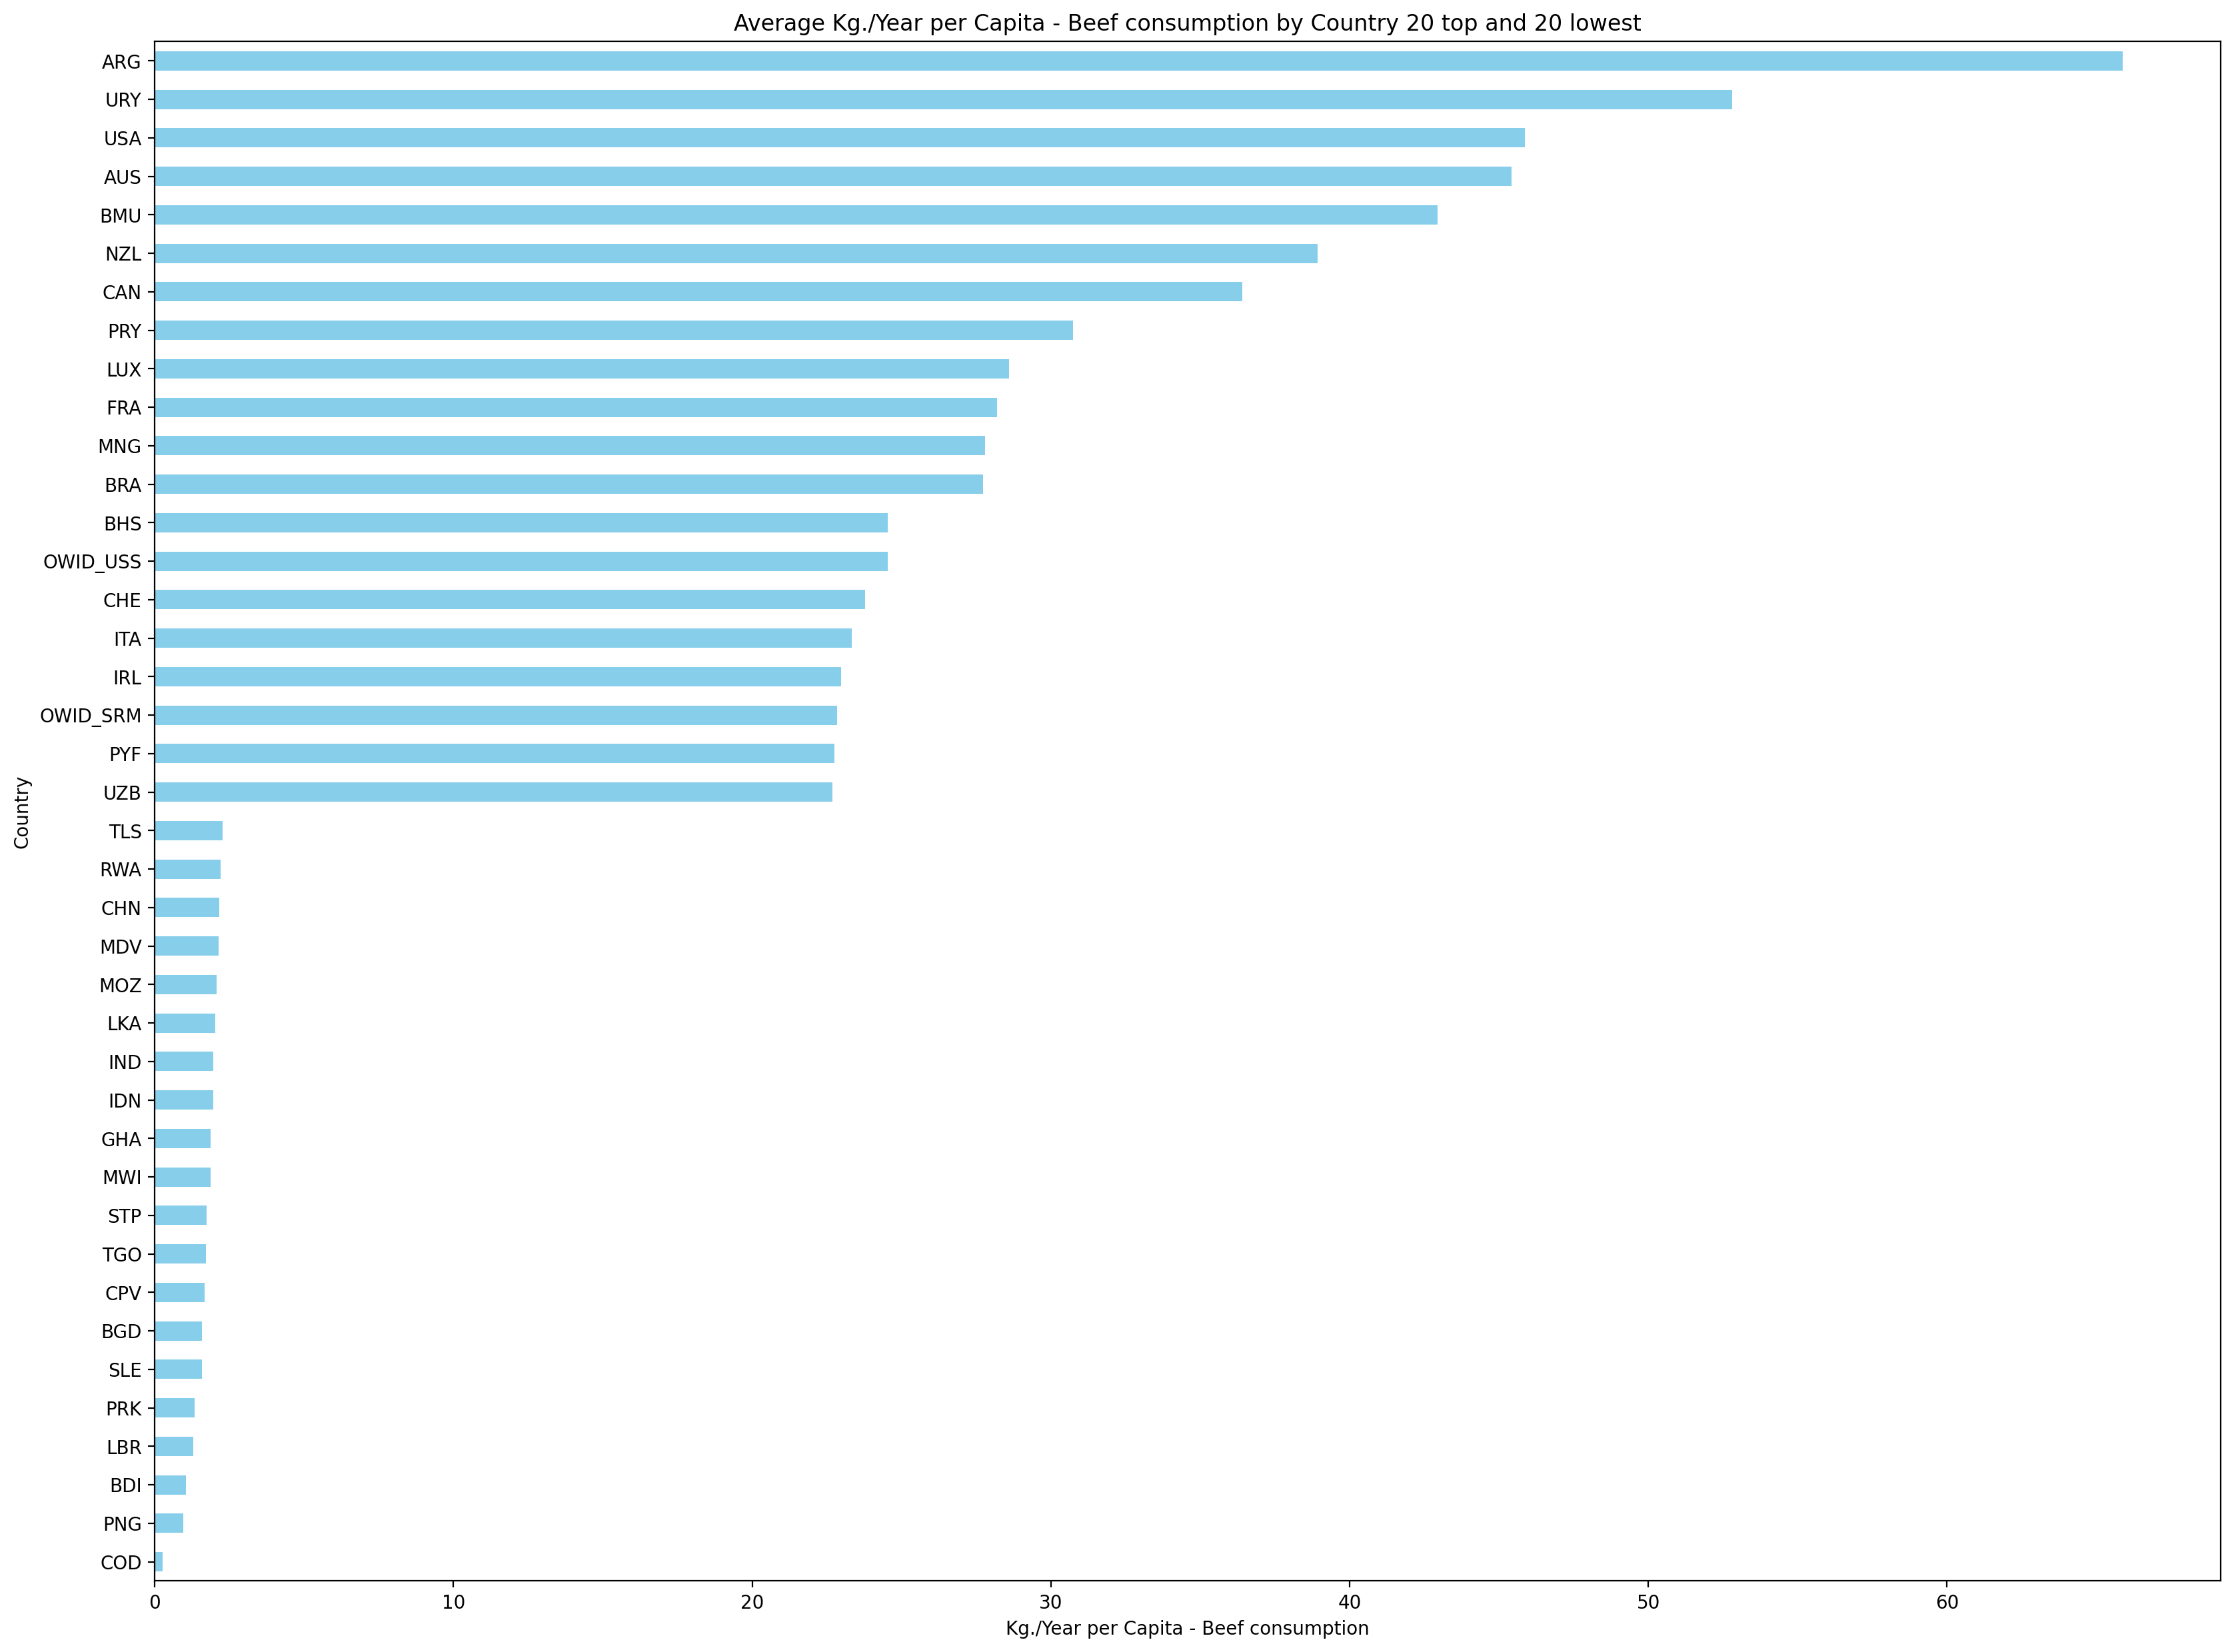 Average Kg./Year per Capita - Beef consumption by Country 20 top and 20 lowest
ARG
URY
USA
AUS
BMU
NZL
CAN
PRY
LUX
FRA
MNG
BRA
BHS
OWID_USS
CHE
ITA
IRL
OWID_SRM
PYF
UZB
TLS
RWA
CHN
MDV
MOZ
LKA
IND
IDN
GHA
MWI
STP
TGO
CPV
BGD
SLE
PRK
LBR
BDI
PNG
COD
Country
0 10 20 30 40 50 60
Kg./Year per Capita - Beef consumption